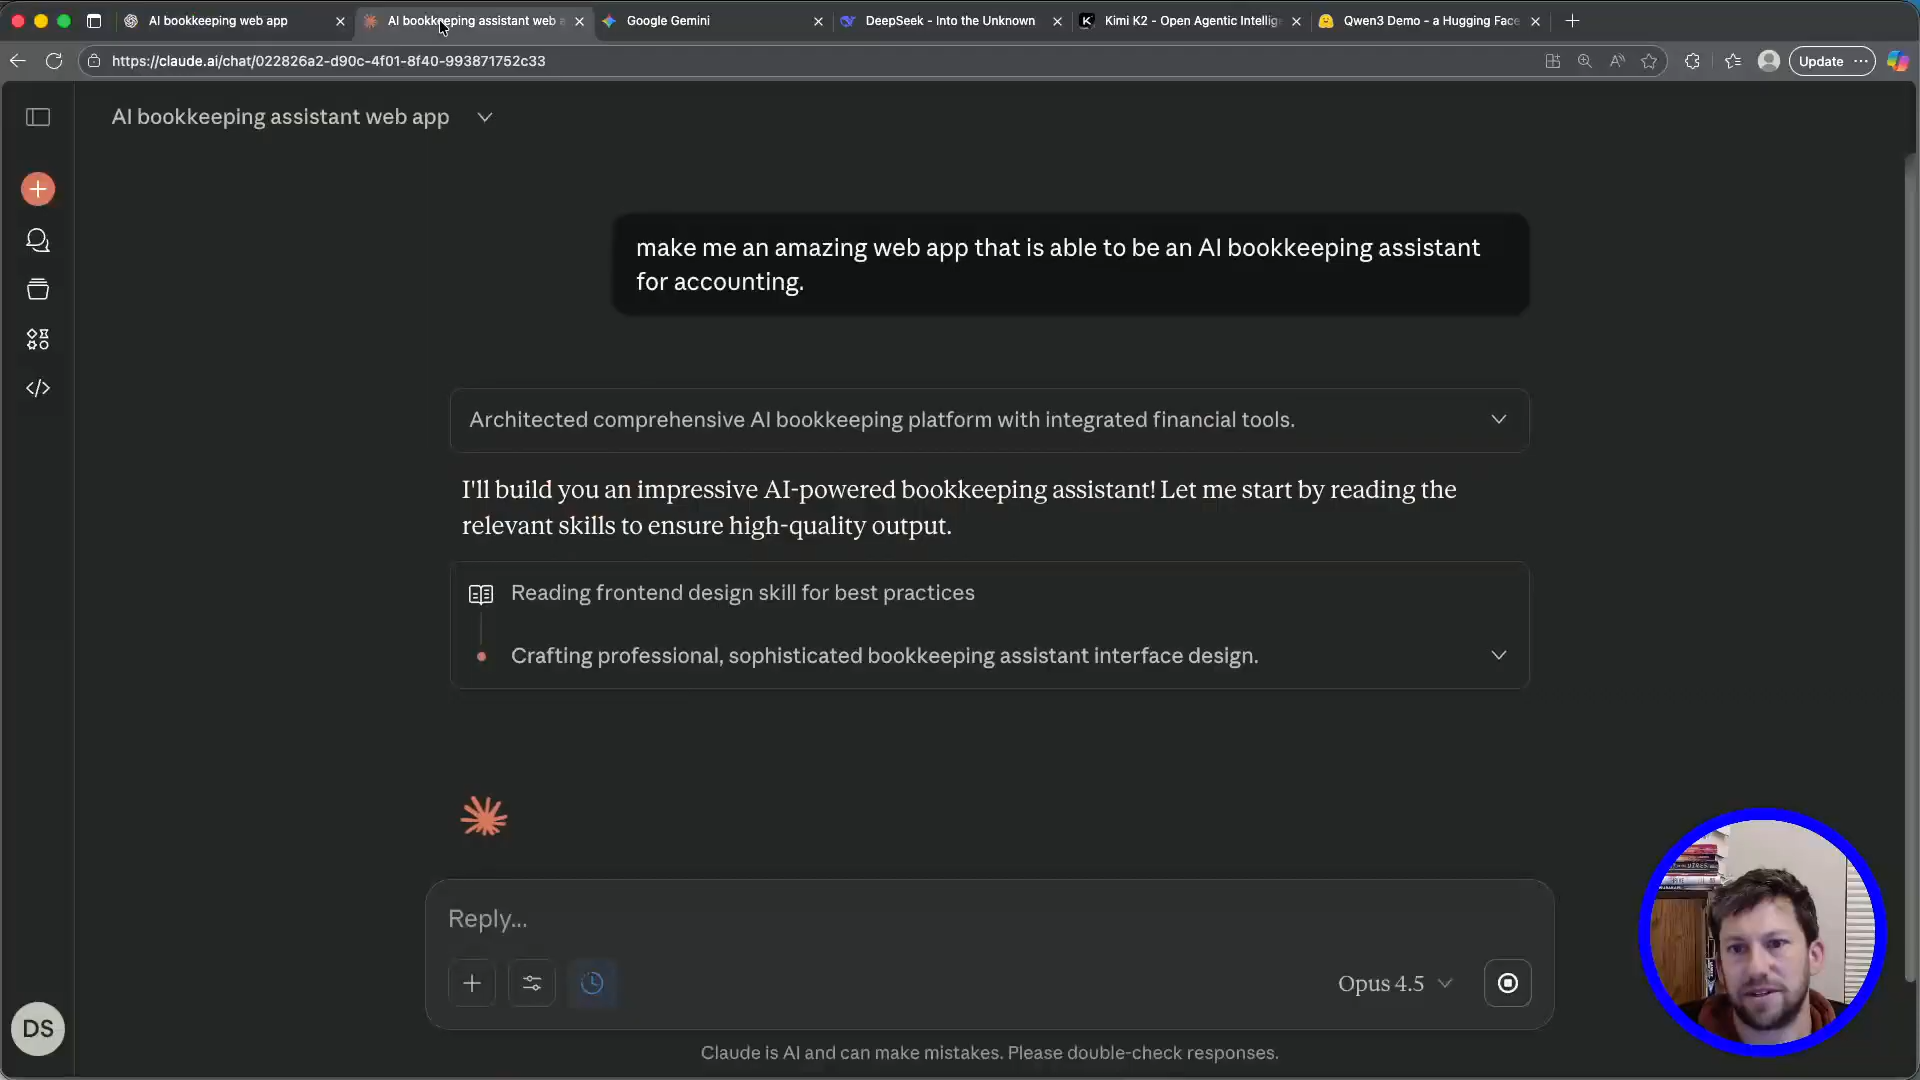 AI bookkeeping web app
AI bookkeeping assistant web a
Google Gemini
DeepSeek - Into the Unknown
Kimi K2 - Open Agentic Intellig
Qwen3 Demo - a Hugging Face
https://claude.ai/chat/022826a2-d90c-4f01-8f40-993871752c33
Update
AI bookkeeping assistant web app
make me an amazing web app that is able to be an AI bookkeeping assistant
for accounting.
Architected comprehensive AI bookkeeping platform with integrated financial tools.
I'll build you an impressive AI-powered bookkeeping assistant! Let me start by reading the
relevant skills to ensure high-quality output.
Reading frontend design skill for best practices
Crafting professional, sophisticated bookkeeping assistant interface design.
Reply...
Opus 4.5
DS
Claude is AI and can make mistakes. Please double-check responses.